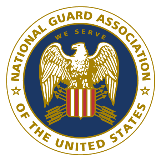 NATIONAL GUARD ASSOCIATION
WE SERVE
OF THE UNITED STATES